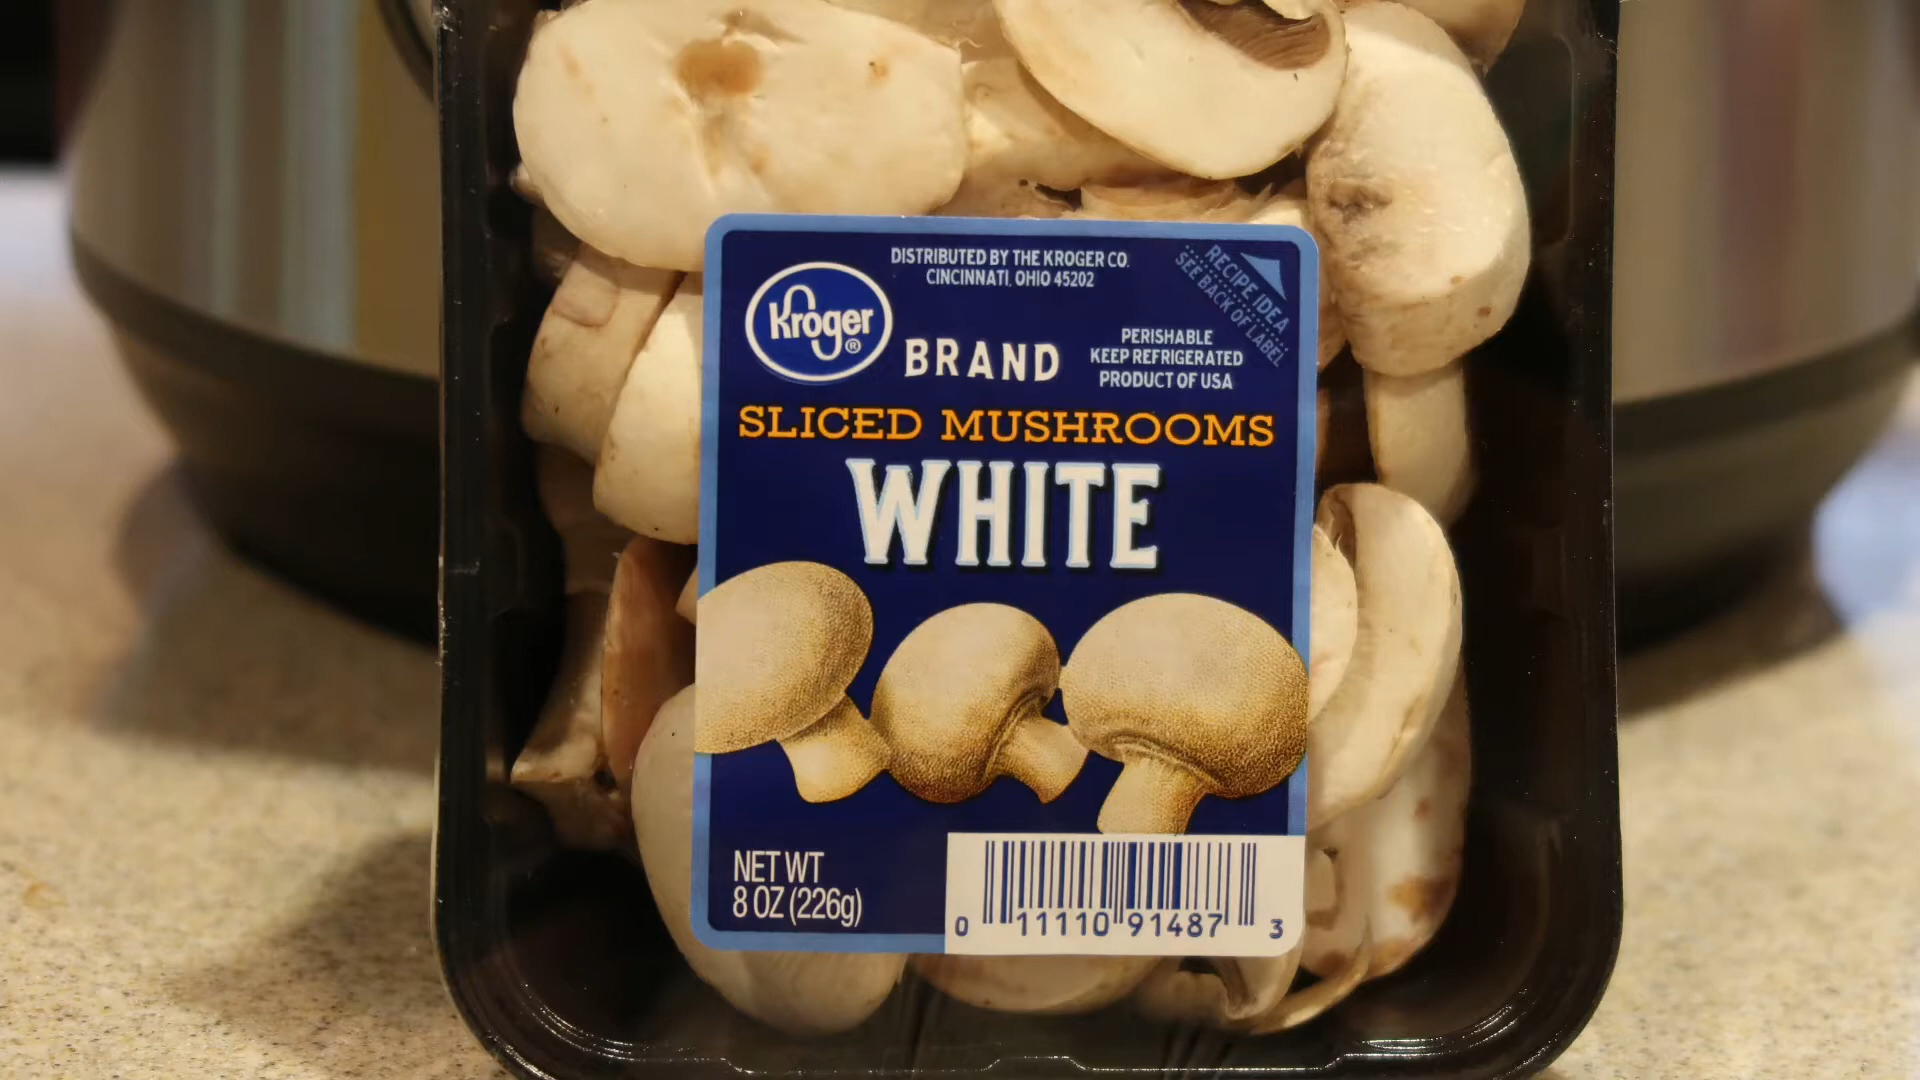 DISTRIBUTED BY THE KROGER CO.
CINCINNATI, OHIO 45202
RECIPE IDEA
SEE BACK OF LABEL
Kröger®
BRAND
PERISHABLE
KEEP REFRIGERATED
PRODUCT OF USA
SLICED MUSHROOMS
WHITE
NET WT
8 OZ (226g)
0 11110 91487 3